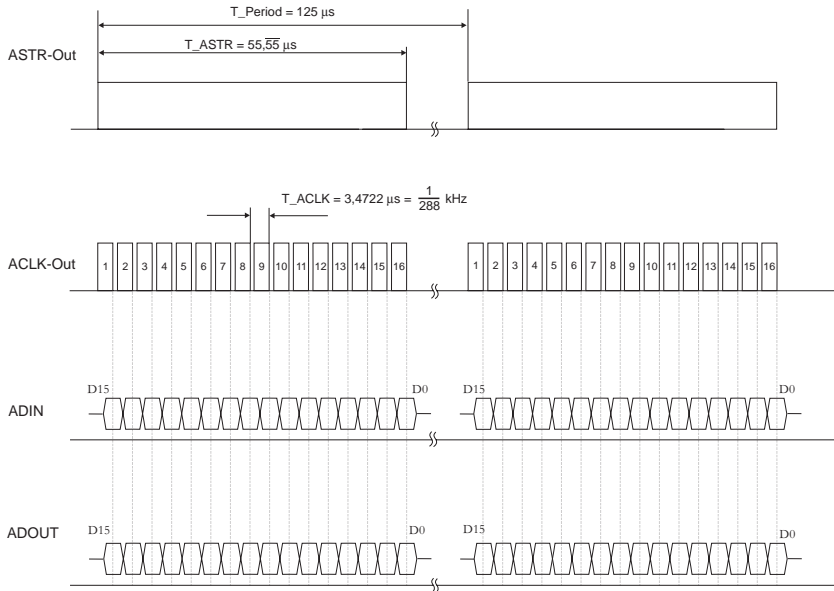 T_Period = 125 µs
ASTR-Out
T_ASTR = 55,5̅5̅ µs
T_ACLK = 3,4722 µs = 1/288 kHz
ACLK-Out
1 2 3 4 5 6 7 8 9 10 11 12 13 14 15 16 1 2 3 4 5 6 7 8 9 10 11 12 13 14 15 16
D15 D0 D15 D0
ADIN
D15 D0 D15 D0
ADOUT